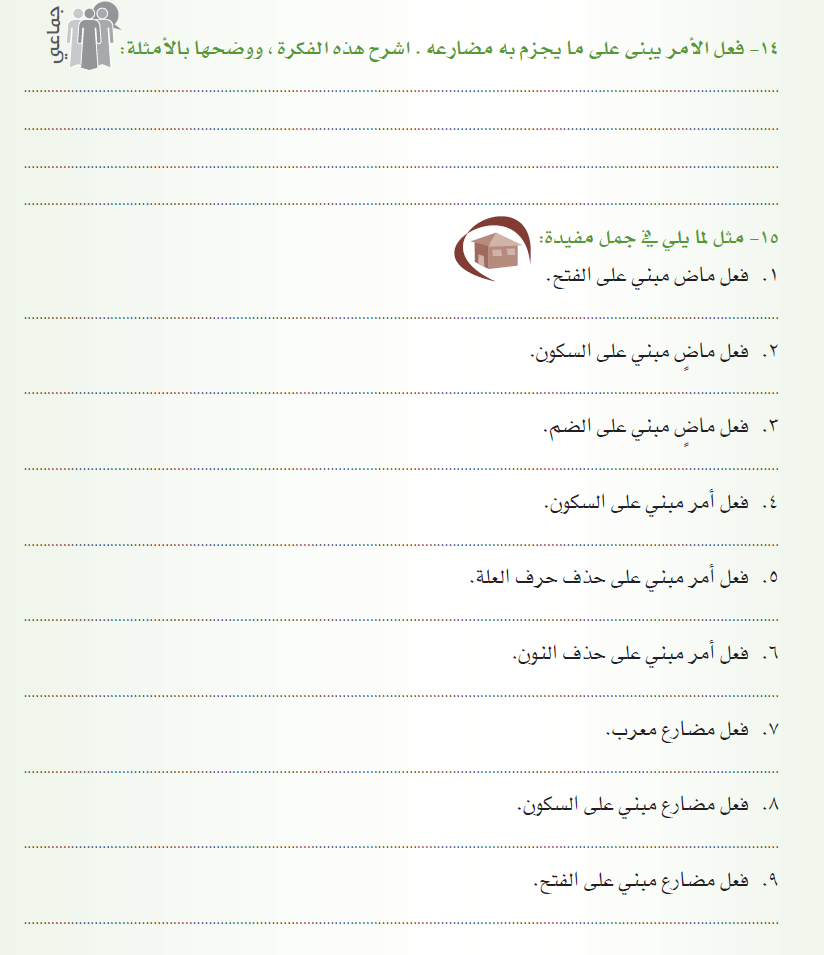 جماعي
١٤- فعل الأمر يبنى على ما يجزم به مضارعه . اشرح هذه الفكرة ، ووضحها بالأمثلة:
١٥- مثل لما يلي في جمل مفيدة:
١. فعل ماض مبني على الفتح.
٢. فعل ماضٍ مبني على السكون.
٣. فعل ماضٍ مبني على الضم.
٤. فعل أمر مبني على السكون.
٥. فعل أمر مبني على حذف حرف العلة.
٦. فعل أمر مبني على حذف النون.
٧. فعل مضارع معرب.
٨. فعل مضارع مبني على السكون.
٩. فعل مضارع مبني على الفتح.